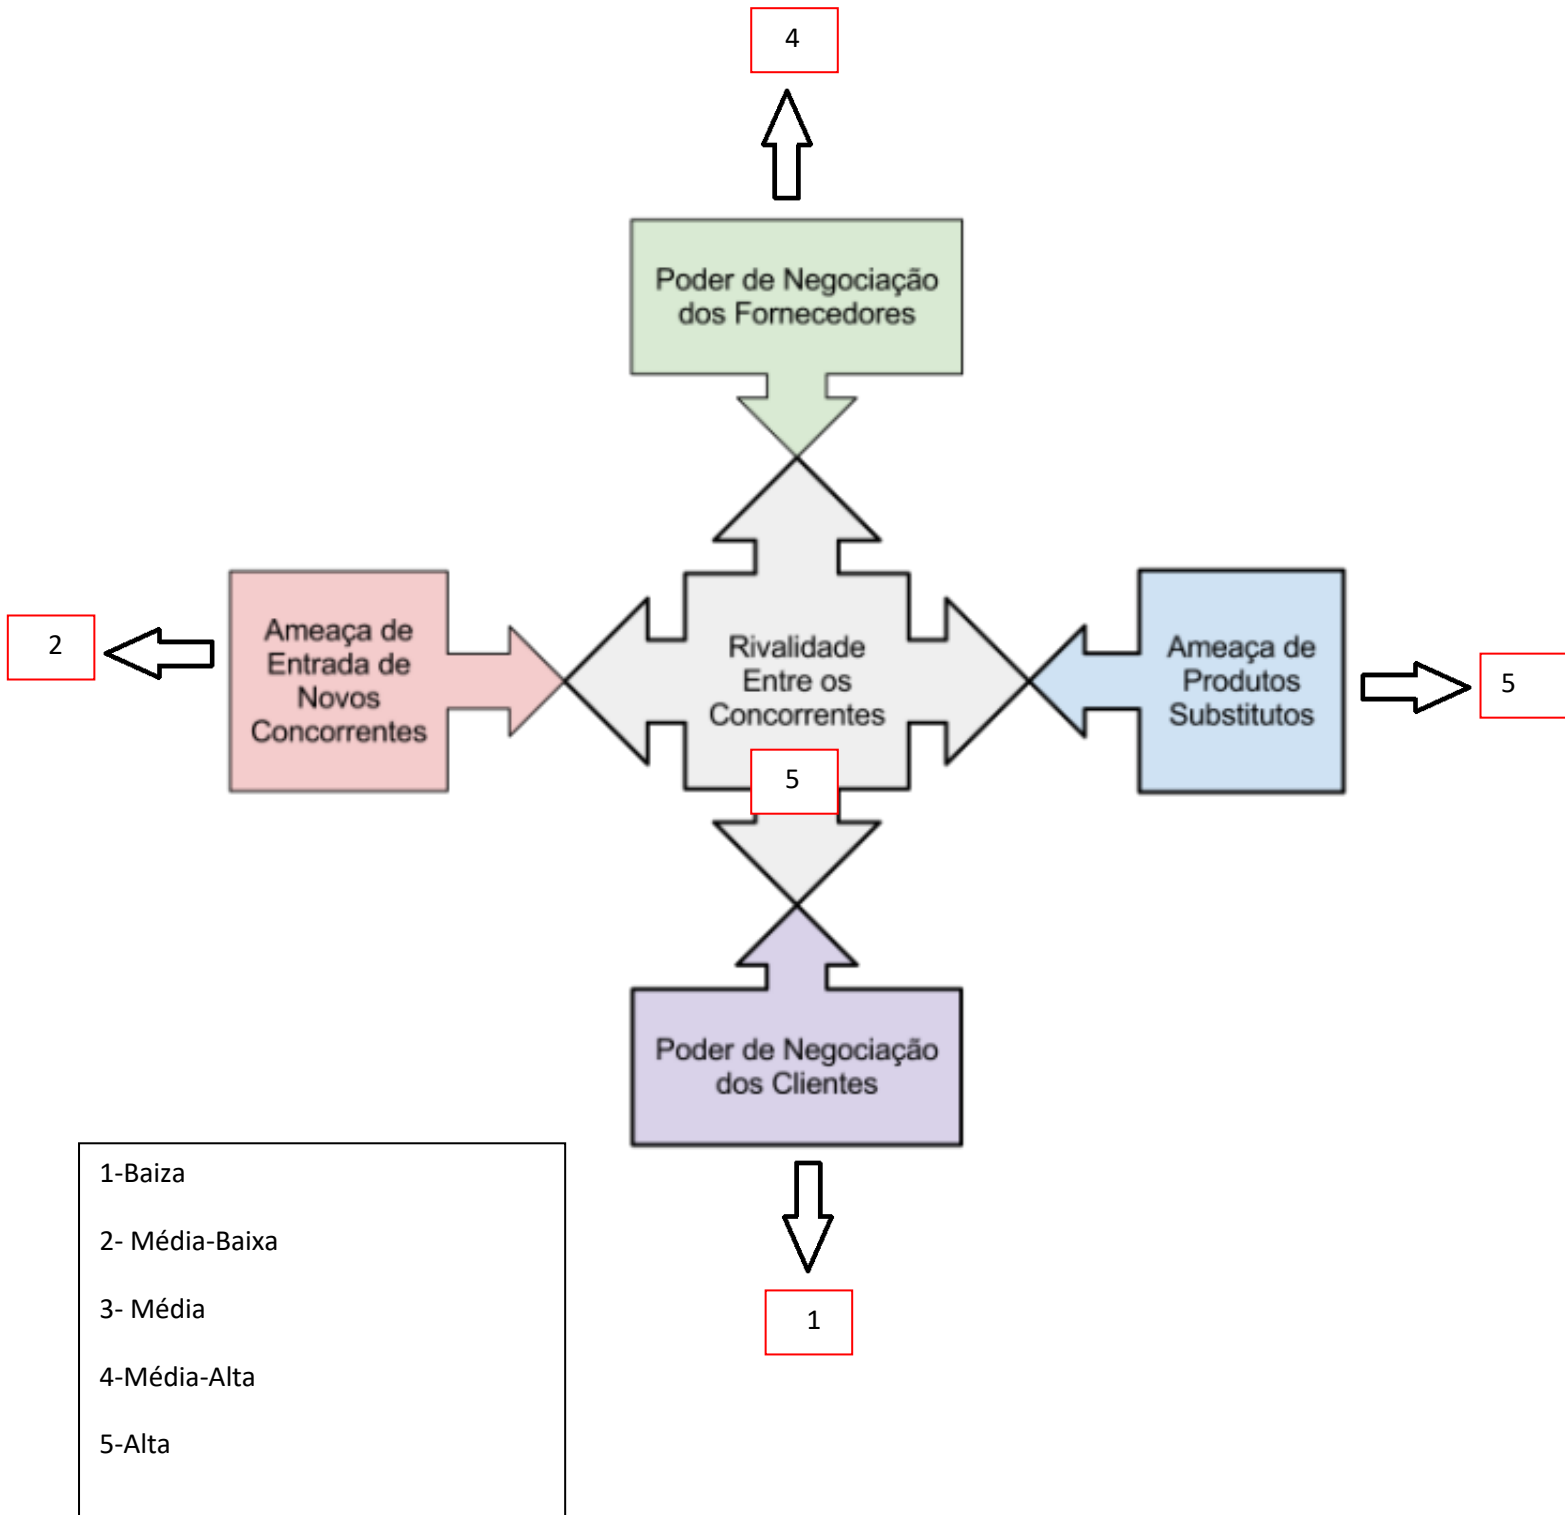 4
Poder de Negociação
dos Fornecedores
2
Ameaça de
Entrada de
Novos
Concorrentes
Rivalidade
Entre os
Concorrentes
5
Ameaça de
Produtos
Substitutos
5
Poder de Negociação
dos Clientes
1
1-Baiza
2- Média-Baixa
3- Média
4-Média-Alta
5-Alta